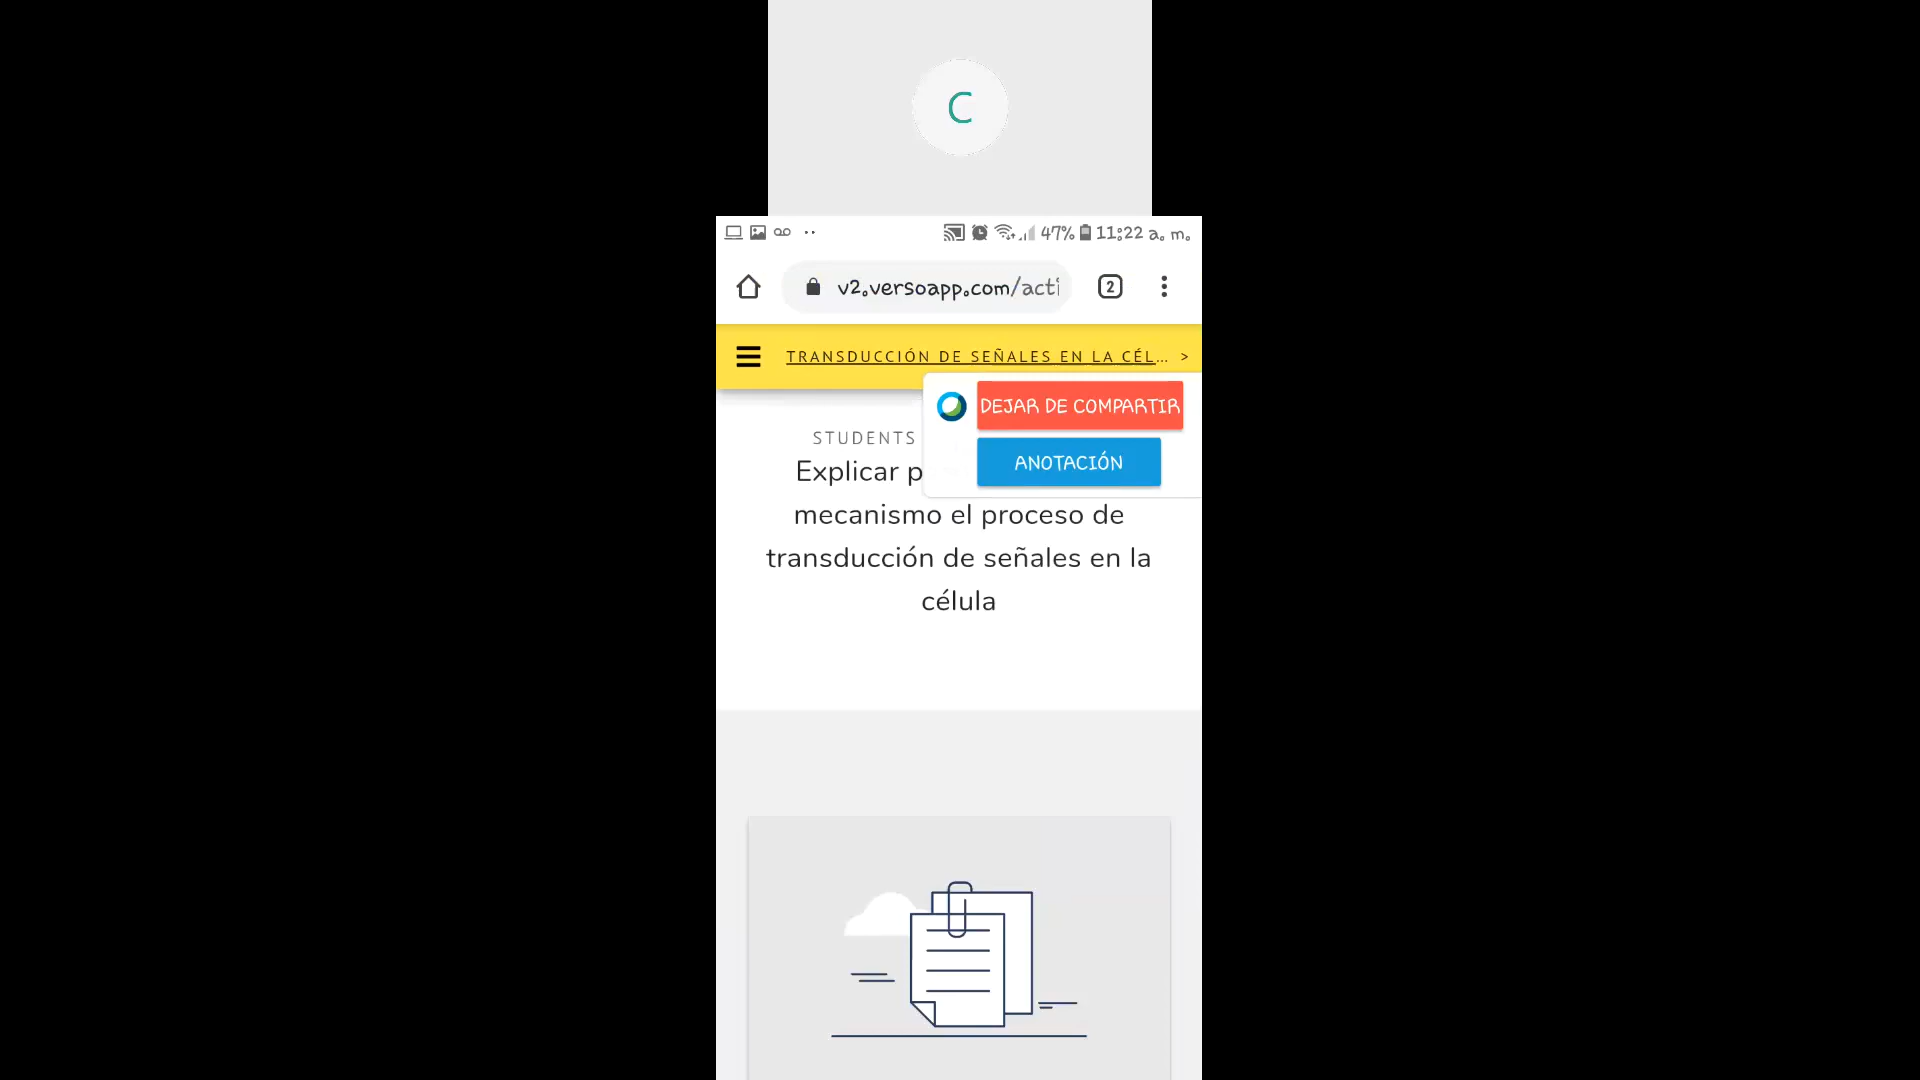 C
47% 11:22 a. m.
v2.versoapp.com/acti
2
TRANSDUCCIÓN DE SEÑALES EN LA CÉL... >
DEJAR DE COMPARTIR
STUDENTS
ANOTACIÓN
Explicar
mecanismo el proceso de
transducción de señales en la
célula